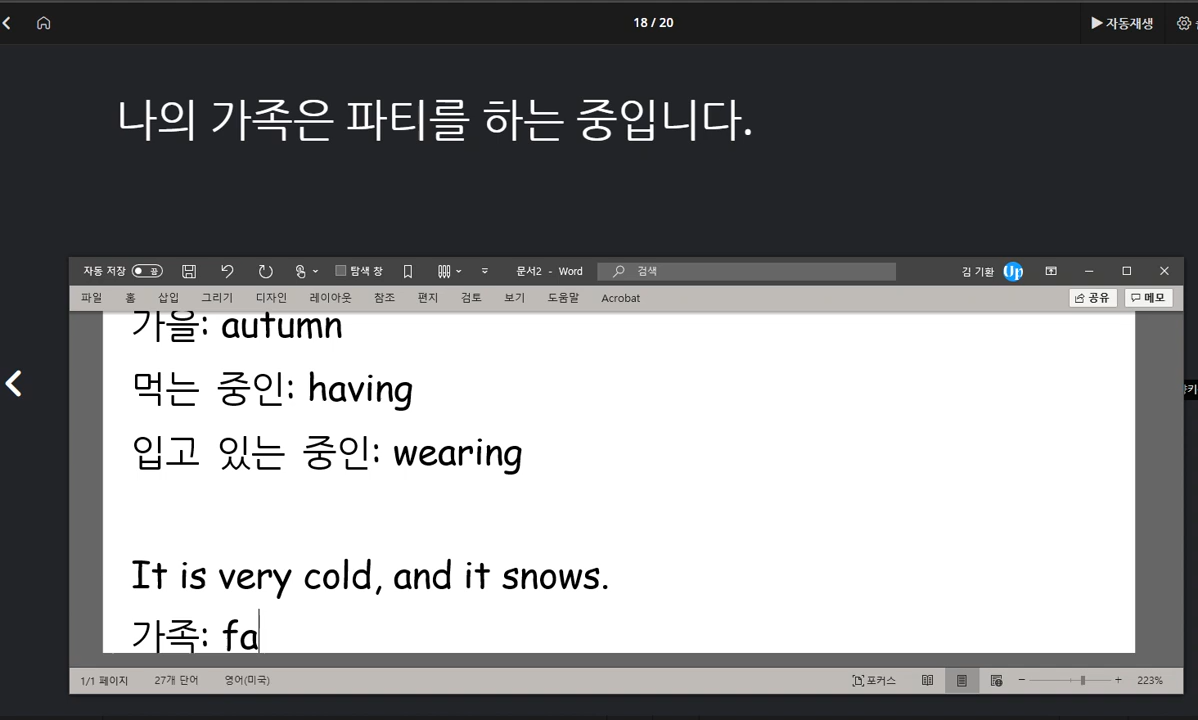 18 / 20
자동재생
나의 가족은 파티를 하는 중입니다.
자동 저장 끔 탐색 창 문서2 - Word 검색 김 기환 Up
파일 홈 삽입 그리기 디자인 레이아웃 참조 편지 검토 보기 도움말 Acrobat 공유 메모
가을: autumn
먹는 중인: having
입고 있는 중인: wearing
It is very cold, and it snows.
가족: fa
1/1 페이지 27개 단어 영어(미국) 포커스 223%